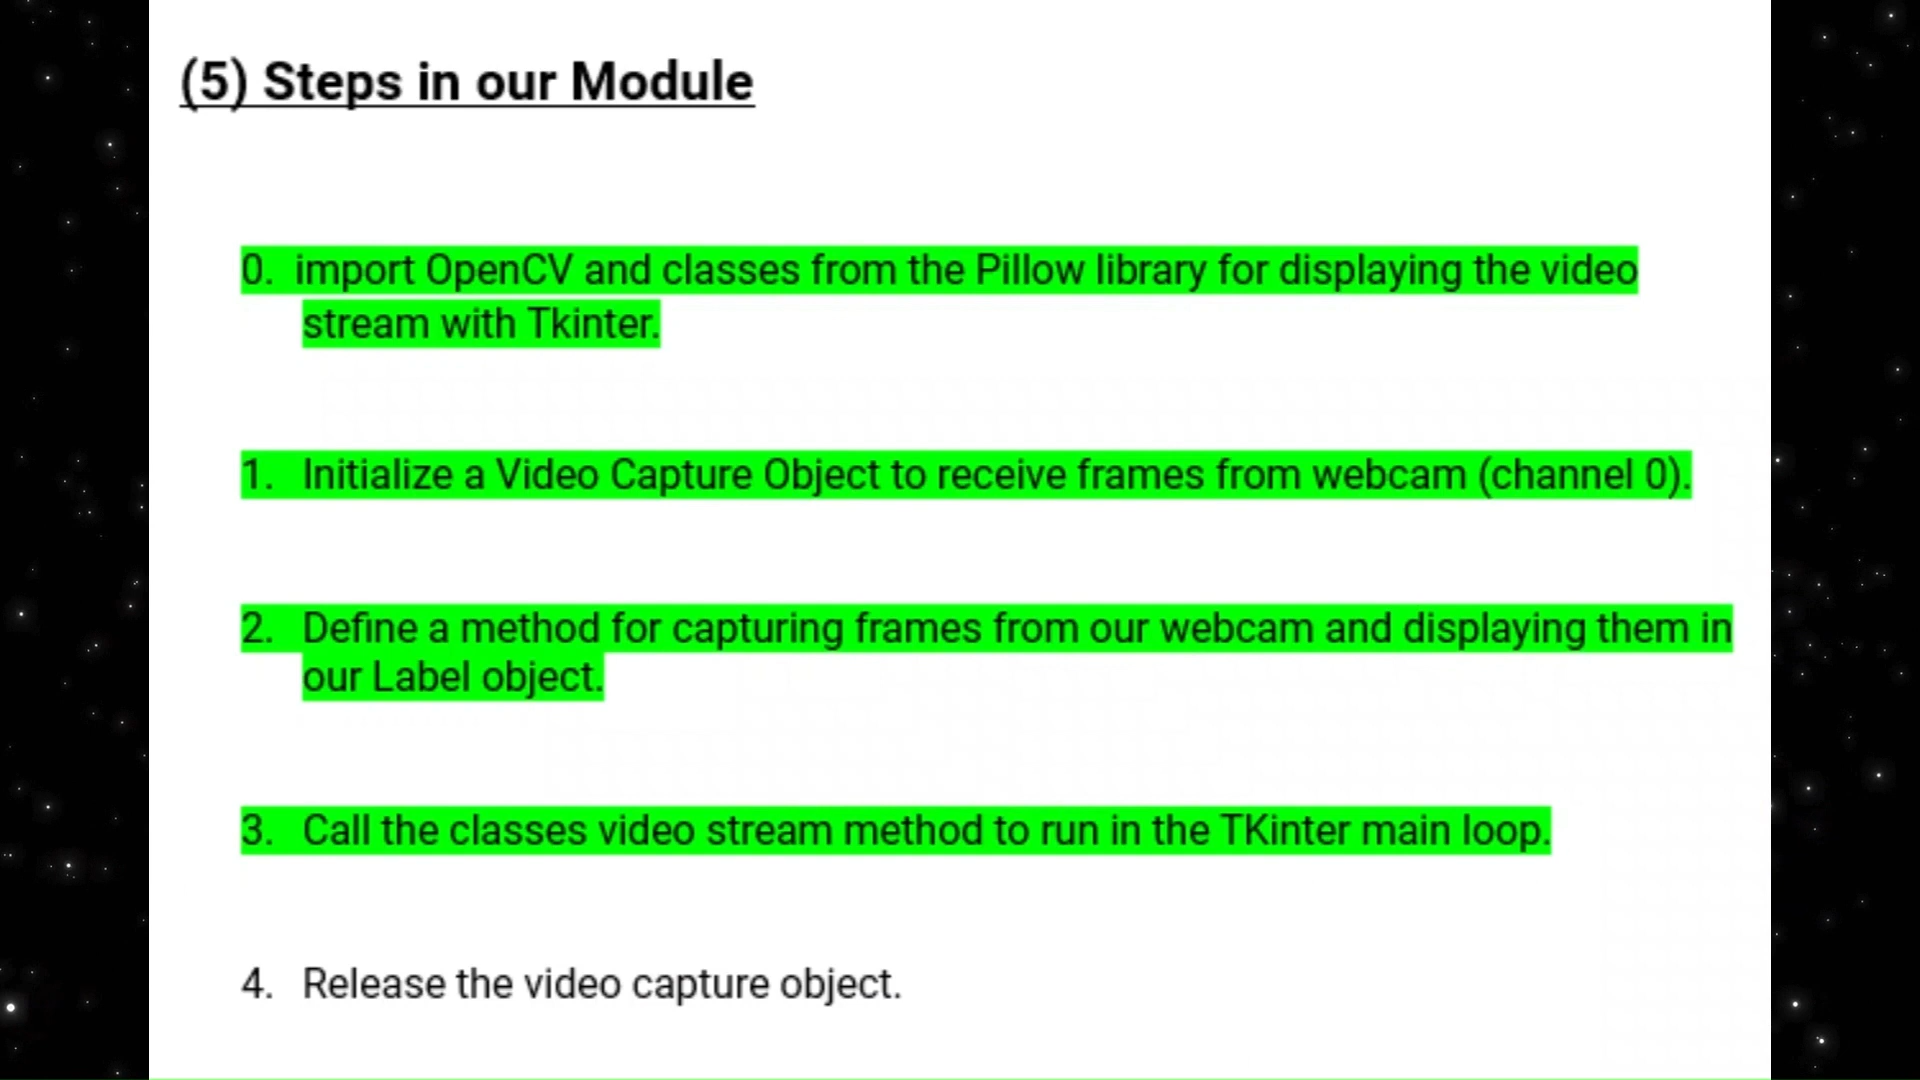 (5) Steps in our Module
0. import OpenCV and classes from the Pillow library for displaying the video
stream with Tkinter.
1. Initialize a Video Capture Object to receive frames from webcam (channel 0).
2. Define a method for capturing frames from our webcam and displaying them in
our Label object.
3. Call the classes video stream method to run in the TKinter main loop.
4. Release the video capture object.